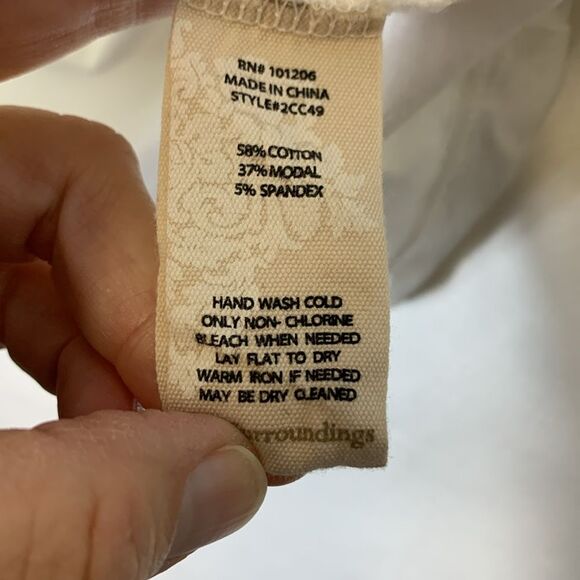 RN# 101206
MADE IN CHINA
STYLE#2CC49
58% COTTON
37% MODAL
5% SPANDEX
HAND WASH COLD
ONLY NON- CHLORINE
BLEACH WHEN NEEDED
LAY FLAT TO DRY
WARM IRON IF NEEDED
MAY BE DRY CLEANED